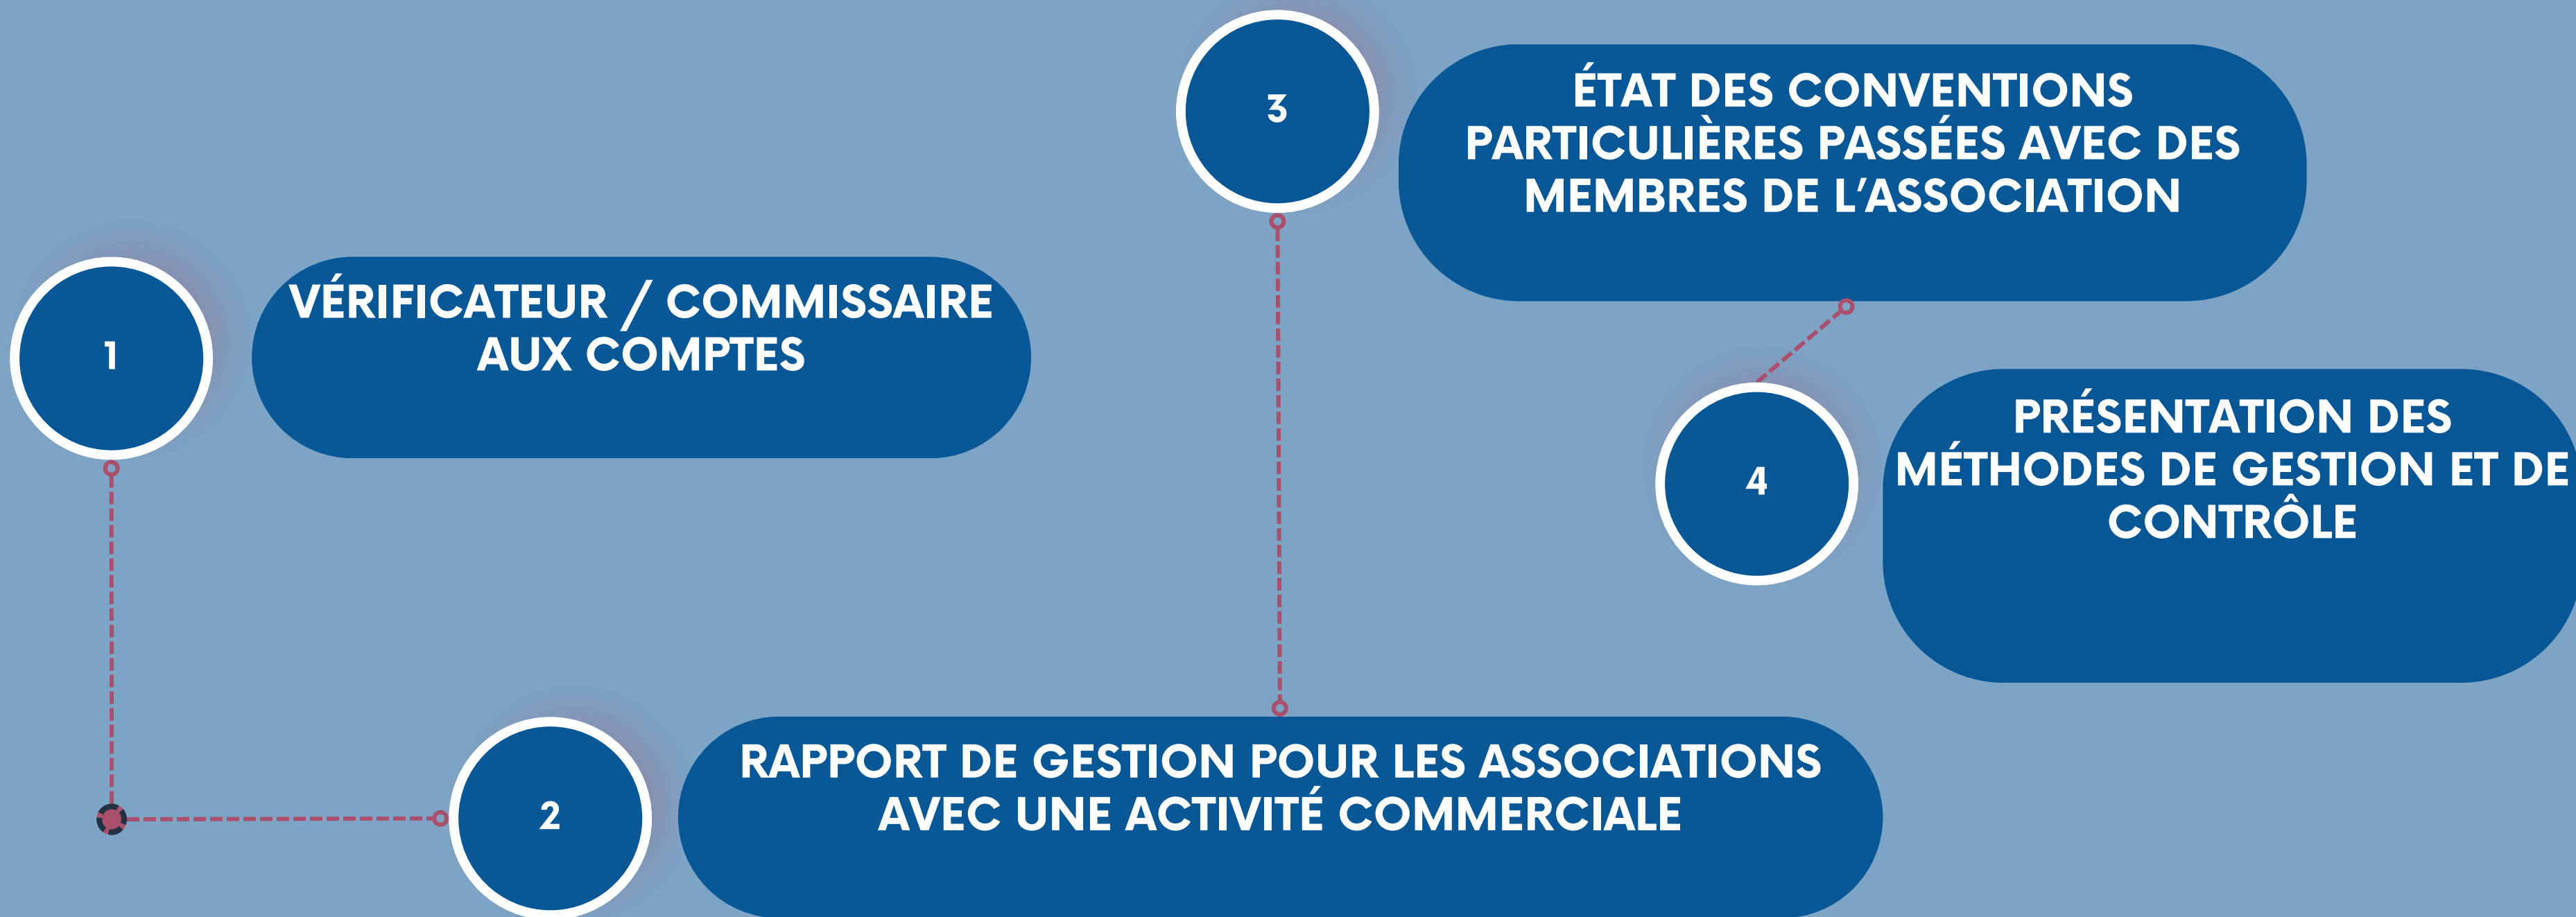 1
VÉRIFICATEUR / COMMISSAIRE
AUX COMPTES
2
RAPPORT DE GESTION POUR LES ASSOCIATIONS
AVEC UNE ACTIVITÉ COMMERCIALE
3
ÉTAT DES CONVENTIONS
PARTICULIÈRES PASSÉES AVEC DES
MEMBRES DE L’ASSOCIATION
4
PRÉSENTATION DES
MÉTHODES DE GESTION ET DE
CONTRÔLE